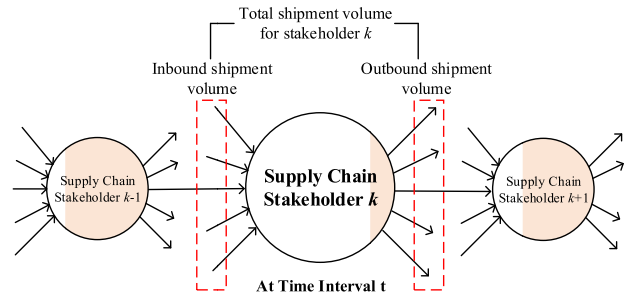 Total shipment volume
for stakeholder k
Inbound shipment
volume
Outbound shipment
volume
Supply Chain
Stakeholder k-1
Supply Chain
Stakeholder k
Supply Chain
Stakeholder k+1
At Time Interval t